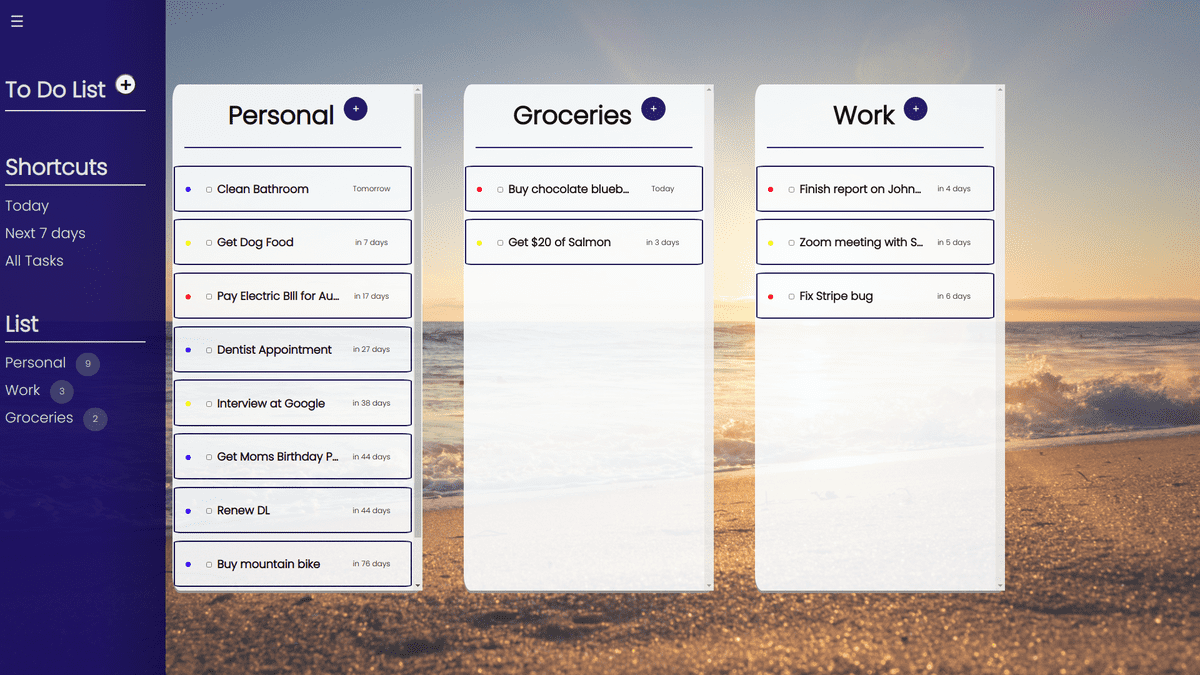 ☰
To Do List +
Shortcuts
Today
Next 7 days
All Tasks
List
Personal 9
Work 3
Groceries 2
Personal +
Clean Bathroom Tomorrow
Get Dog Food in 7 days
Pay Electric BIll for Au... in 17 days
Dentist Appointment in 27 days
Interview at Google in 38 days
Get Moms Birthday P... in 44 days
Renew DL in 44 days
Buy mountain bike in 76 days
Groceries +
Buy chocolate blueb... Today
Get $20 of Salmon in 3 days
Work +
Finish report on John... in 4 days
Zoom meeting with S... in 5 days
Fix Stripe bug in 6 days